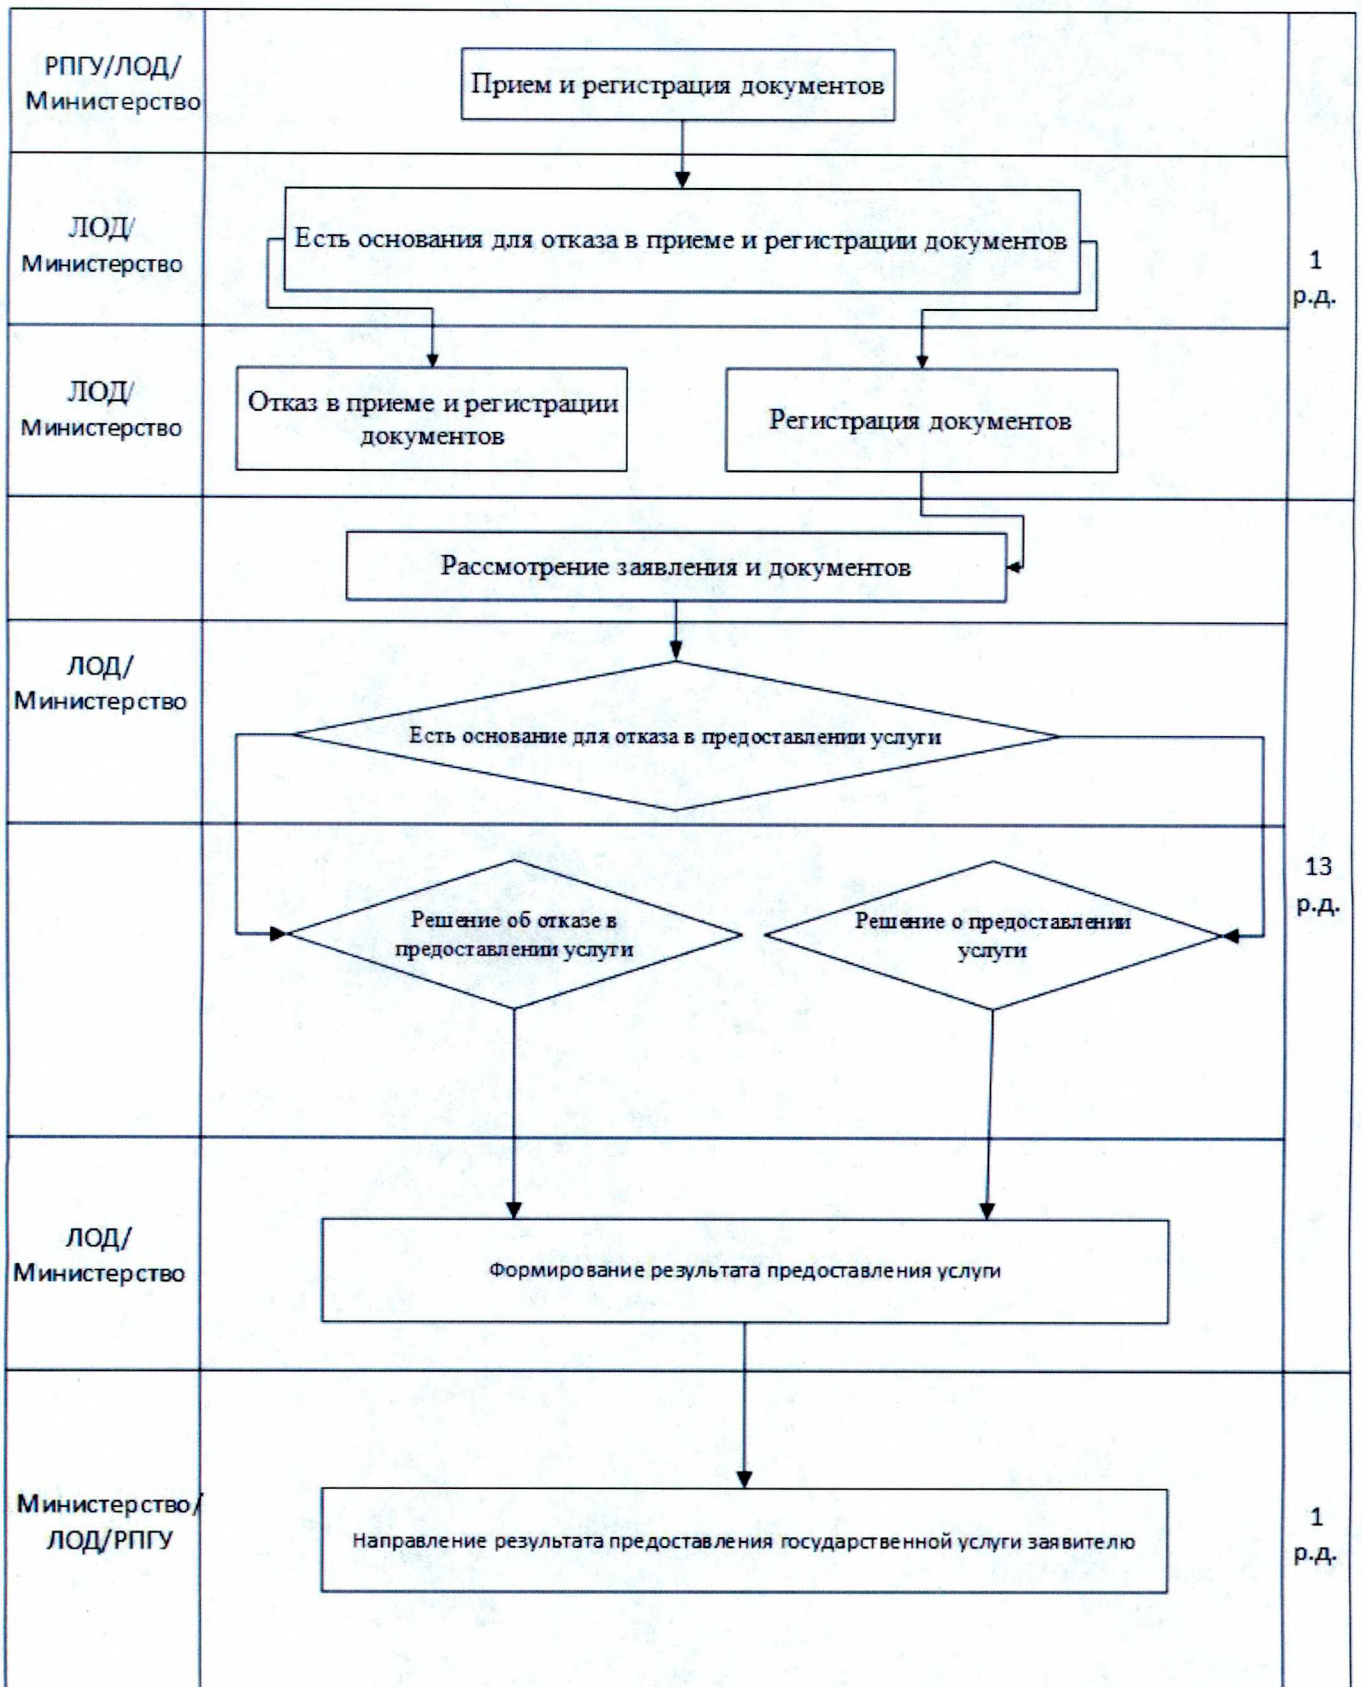 РПГУ/ЛОД/
Министерство
Прием и регистрация документов
ЛОД/
Министерство
Есть основания для отказа в приеме и регистрации документов
1
р.д.
ЛОД/
Министерство
Отказ в приеме и регистрации
документов
Регистрация документов
Рассмотрение заявления и документов
ЛОД/
Министерство
Есть основание для отказа в предоставлении услуги
13
р.д.
Решение об отказе в
предоставлении услуги
Решение о предоставлении
услуги
ЛОД/
Министерство
Формирование результата предоставления услуги
Министерство/
ЛОД/РПГУ
Направление результата предоставления государственной услуги заявителю
1
р.д.